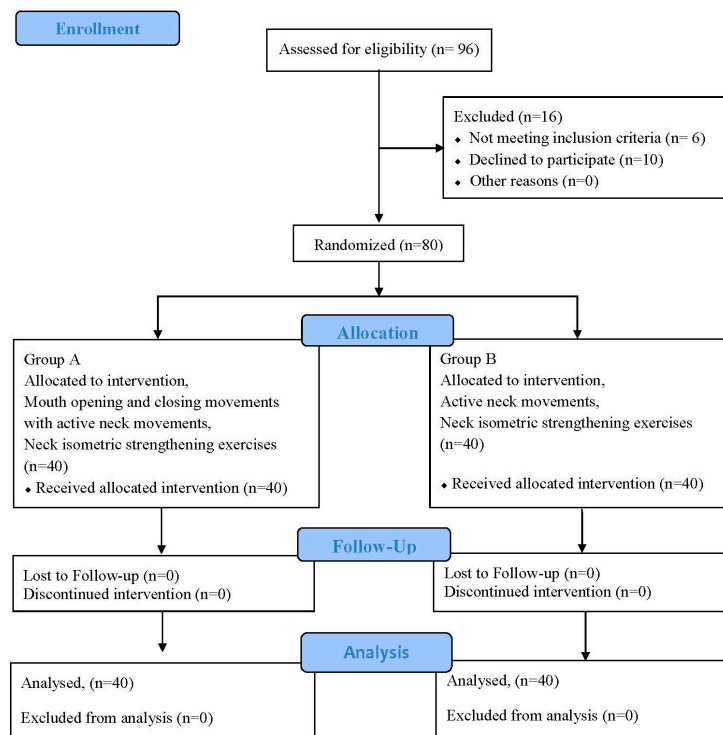 Enrollment
Assessed for eligibility (n= 96)
Excluded (n=16)
⬥ Not meeting inclusion criteria (n= 6)
⬥ Declined to participate (n=10)
⬥ Other reasons (n=0)
Randomized (n=80)
Allocation
Group A
Allocated to intervention,
Mouth opening and closing movements
with active neck movements,
Neck isometric strengthening exercises
(n=40)
⬥ Received allocated intervention (n=40)
Group B
Allocated to intervention,
Active neck movements,
Neck isometric strengthening exercises
(n=40)
⬥ Received allocated intervention (n=40)
Follow-Up
Lost to Follow-up (n=0)
Discontinued intervention (n=0)
Lost to Follow-up (n=0)
Discontinued intervention (n=0)
Analysis
Analysed, (n=40)
Excluded from analysis (n=0)
Analysed, (n=40)
Excluded from analysis (n=0)